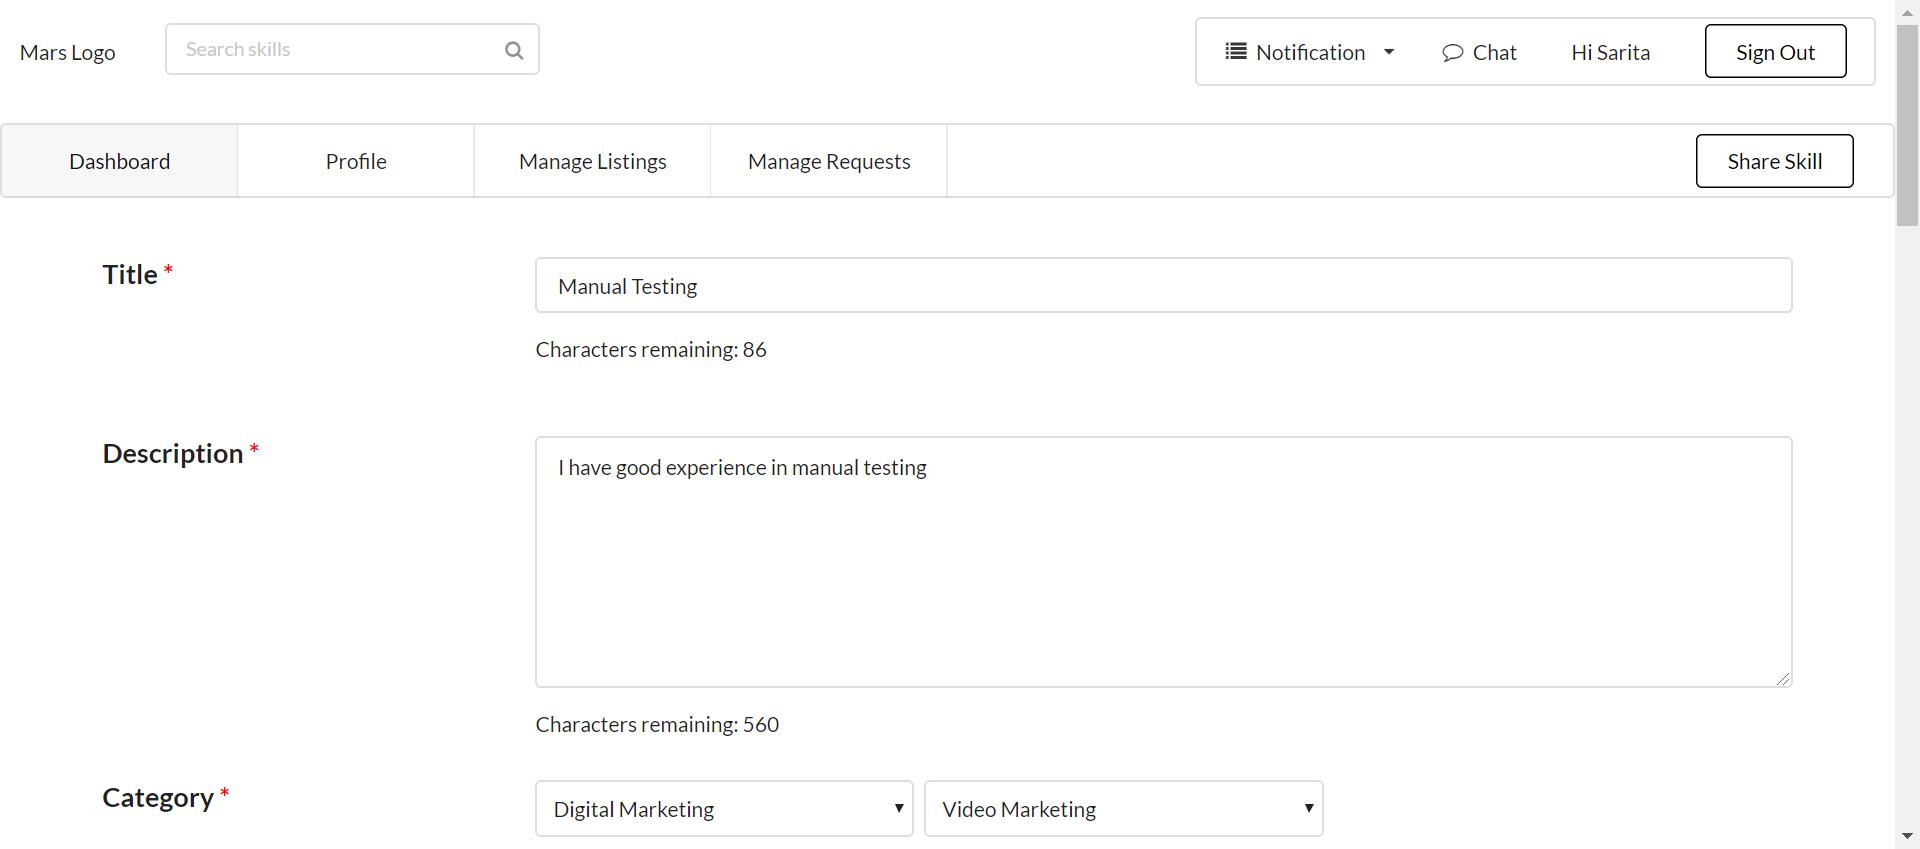 Mars Logo
Search skills
Notification
Chat
Hi Sarita
Sign Out
Dashboard
Profile
Manage Listings
Manage Requests
Share Skill
Title *
Manual Testing
Characters remaining: 86
Description *
I have good experience in manual testing
Characters remaining: 560
Category *
Digital Marketing
Video Marketing